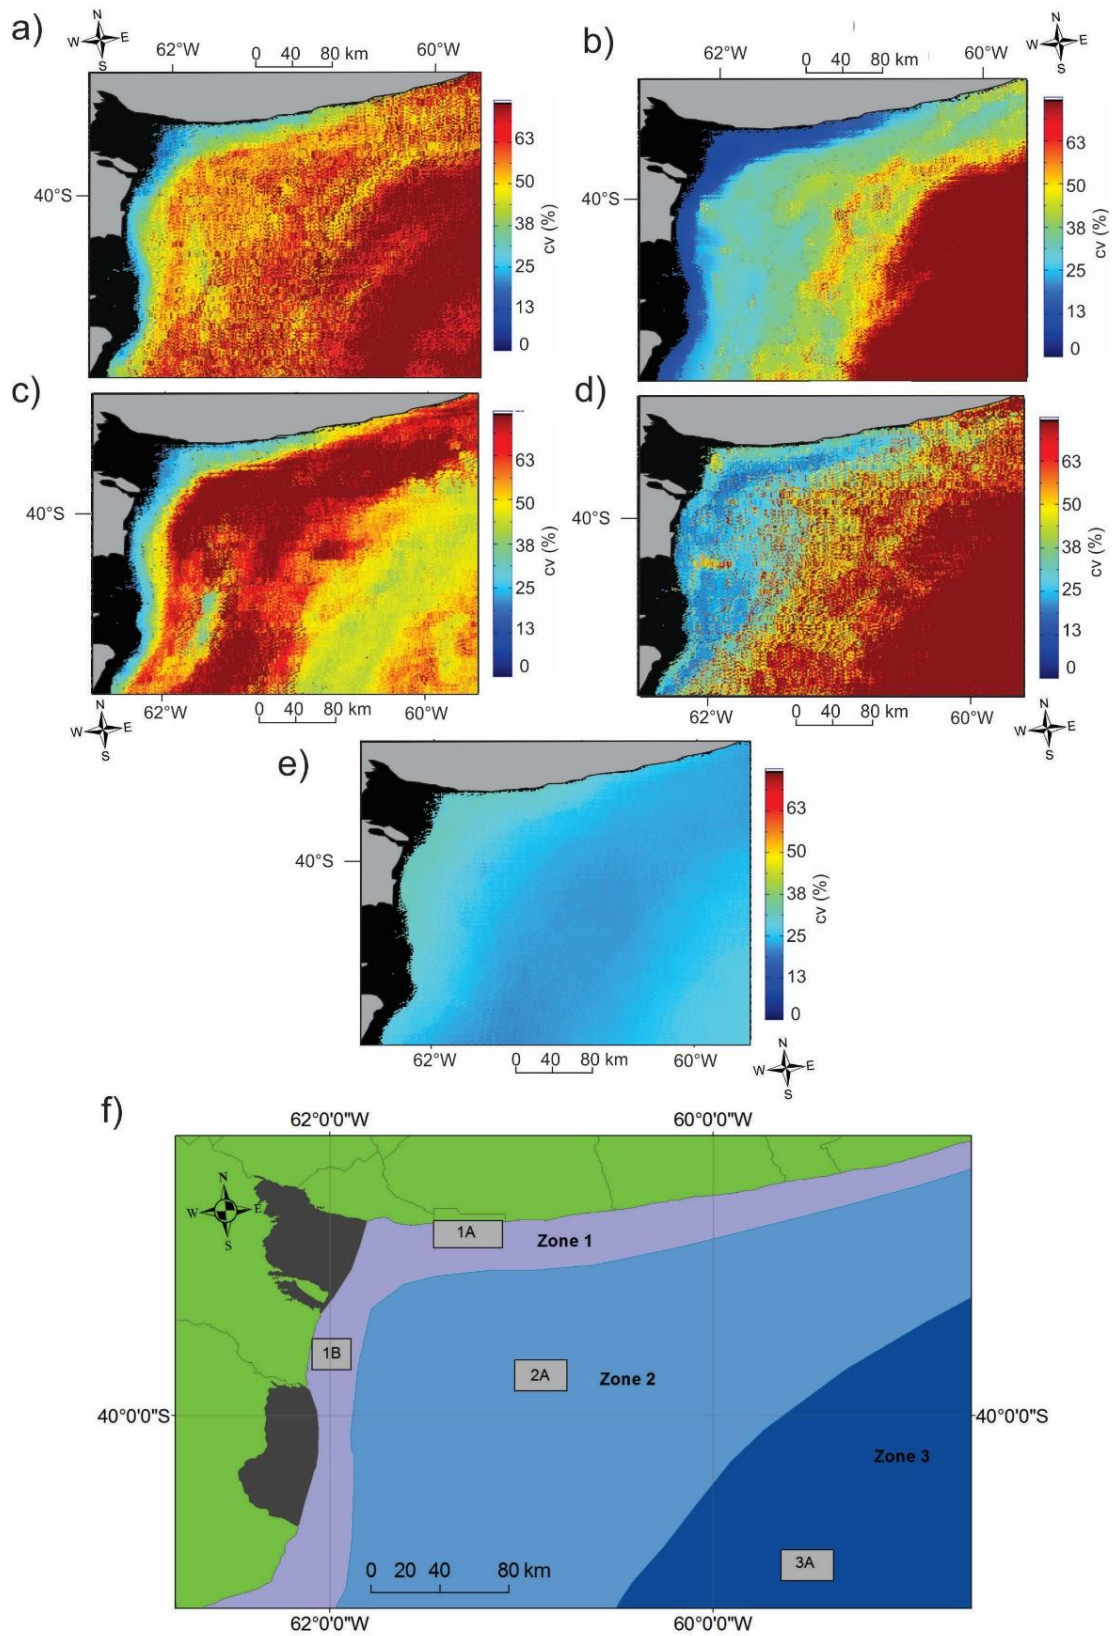 a)
N
W E
S
62°W 0 40 80 km 60°W
40°S
63
50
38
25
13
0
cv (%)
b)
N
W E
S
62°W 0 40 80 km 60°W
40°S
63
50
38
25
13
0
cv (%)
c)
40°S
63
50
38
25
13
0
cv (%)
N
W E
S
62°W 0 40 80 km 60°W
d)
40°S
63
50
38
25
13
0
cv (%)
62°W 0 40 80 km 60°W
N
W E
S
e)
40°S
63
50
38
25
13
0
cv (%)
62°W 0 40 80 km 60°W
N
W E
S
f)
62°0'0"W 60°0'0"W
N
W E
S
1A
Zone 1
1B
2A
Zone 2
40°0'0"S 40°0'0"S
Zone 3
3A
0 20 40 80 km
62°0'0"W 60°0'0"W